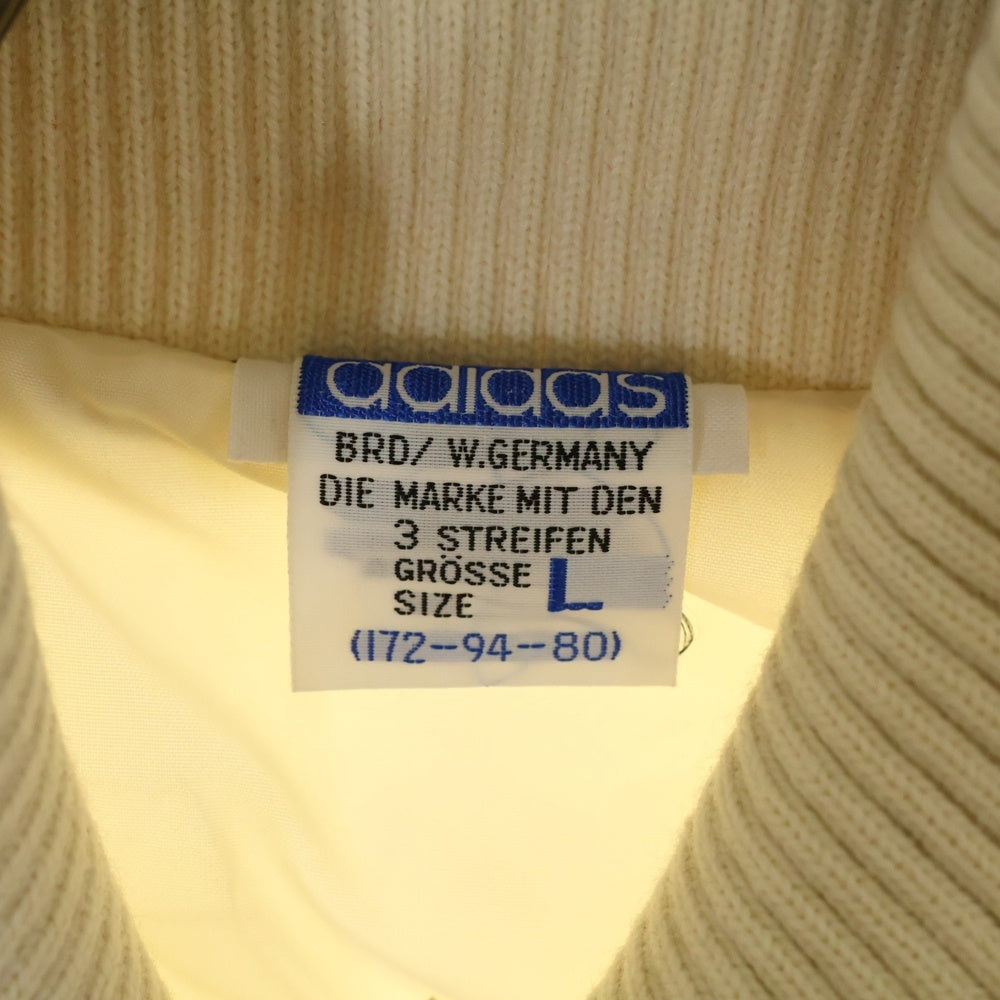 adidas
BRD/ W.GERMANY
DIE MARKE MIT DEN
3 STREIFEN
GRÖSSE L
SIZE
(172--94--80)